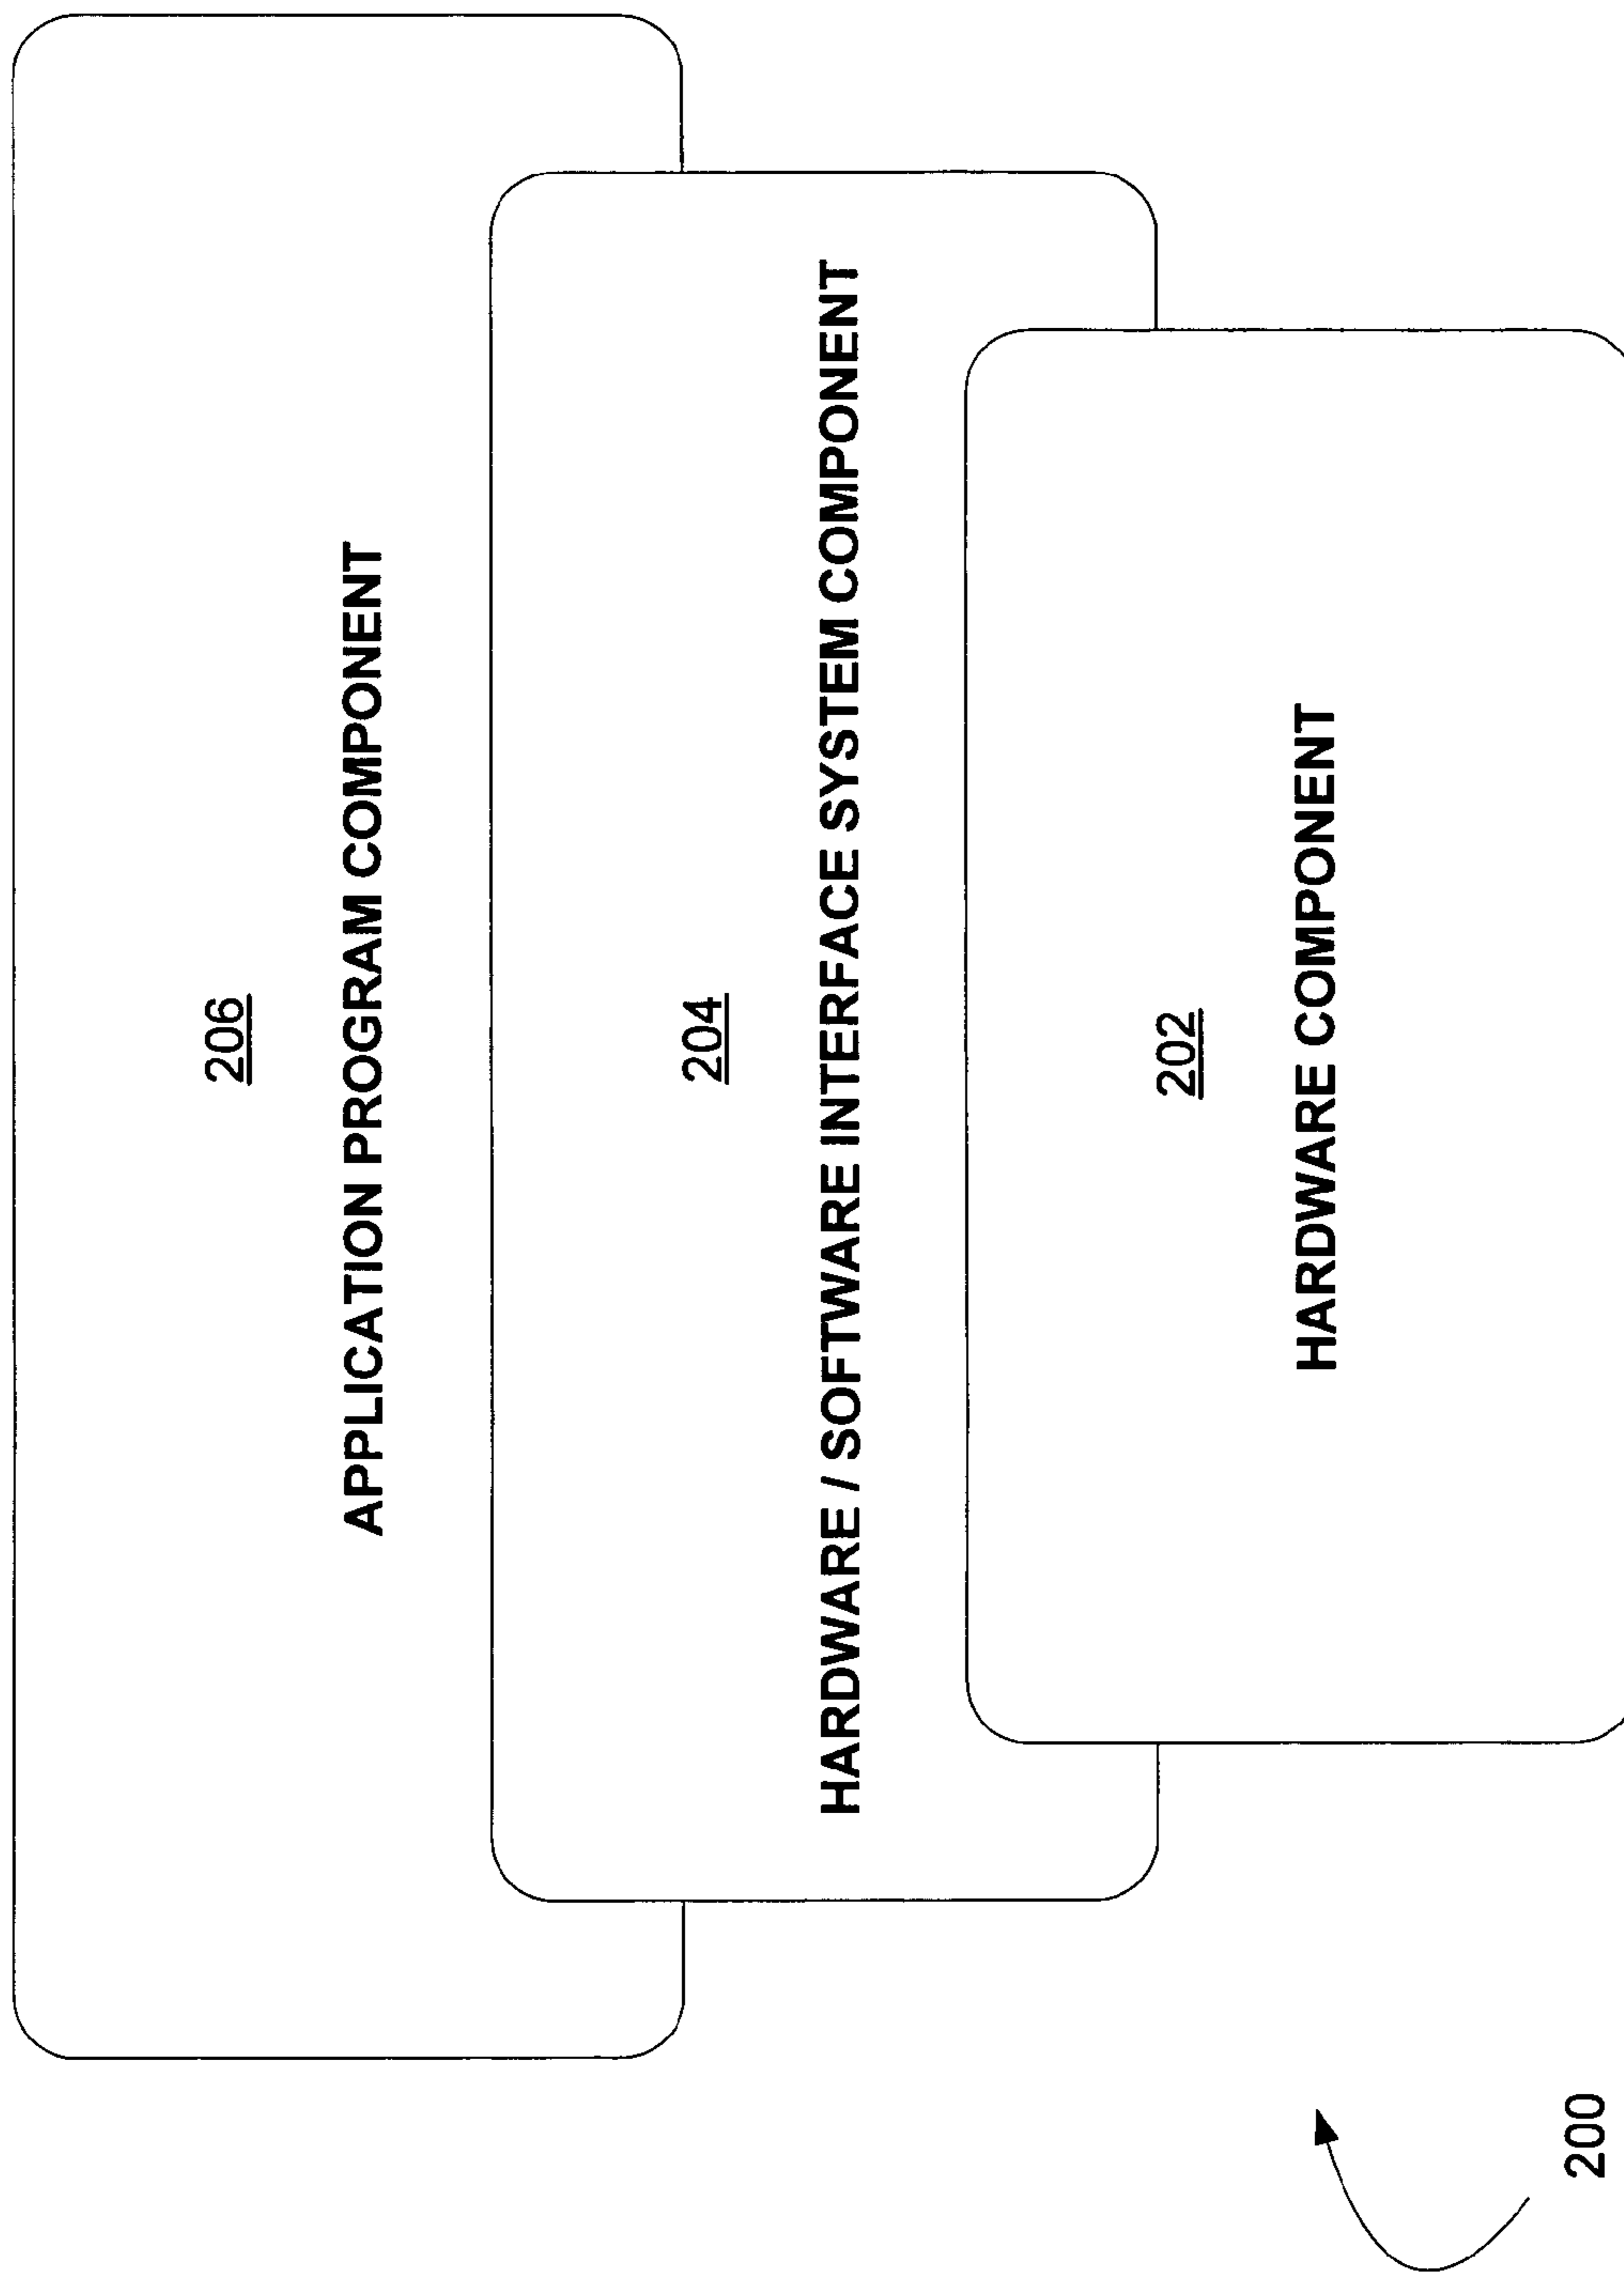 206
APPLICATION PROGRAM COMPONENT
204
HARDWARE / SOFTWARE INTERFACE SYSTEM COMPONENT
202
HARDWARE COMPONENT
200